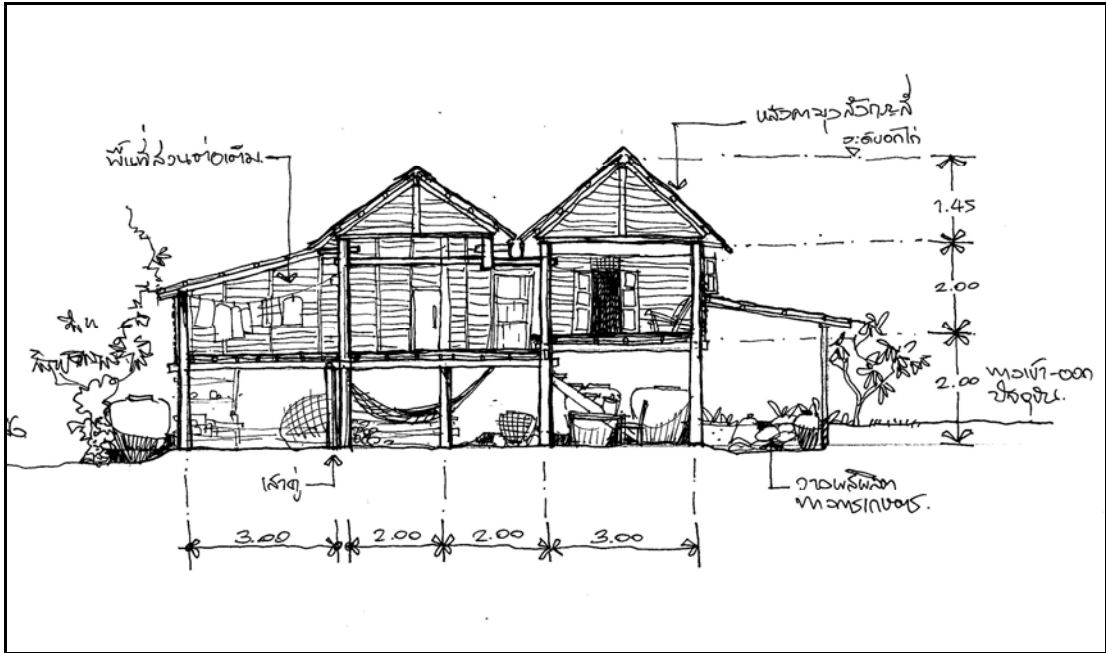 หลังคามุงสังกะสี
ระดับอกไก่
พื้นที่ส่วนต่อเติม
1.45
2.00
2.00
ทางเข้า-ออก
ปัจจุบัน.
เสาคู่
วางผลิตผล
ทางการเกษตร.
3.00
2.00
2.00
3.00